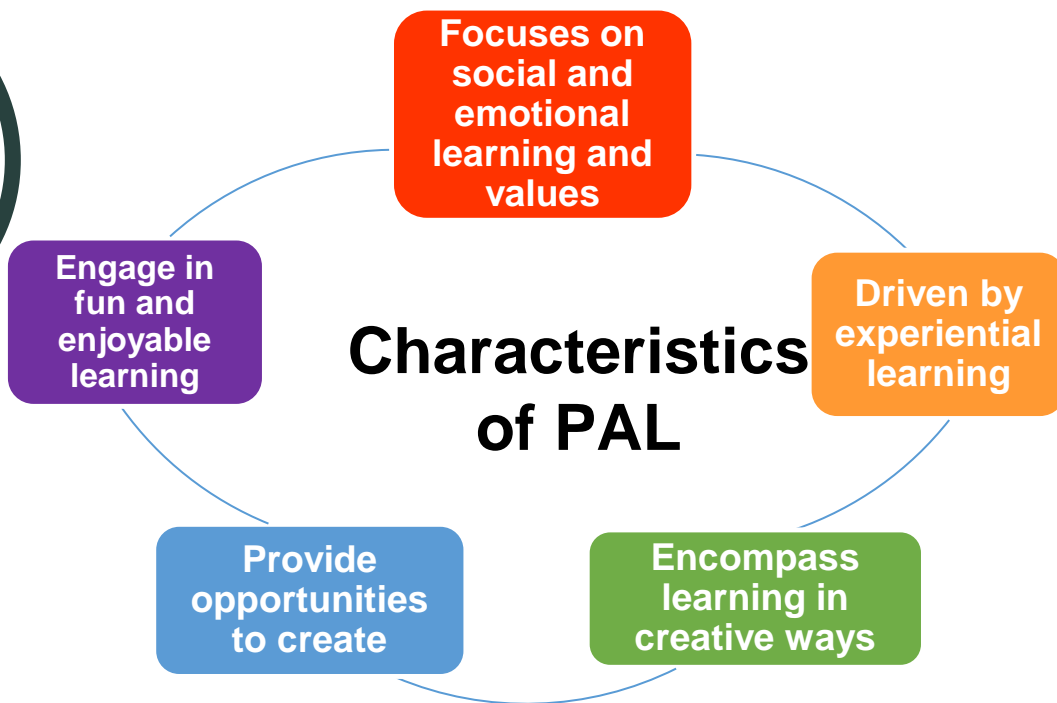 Focuses on
social and
emotional
learning and
values
Engage in
fun and
enjoyable
learning
Characteristics
of PAL
Driven by
experiential
learning
Provide
opportunities
to create
Encompass
learning in
creative ways